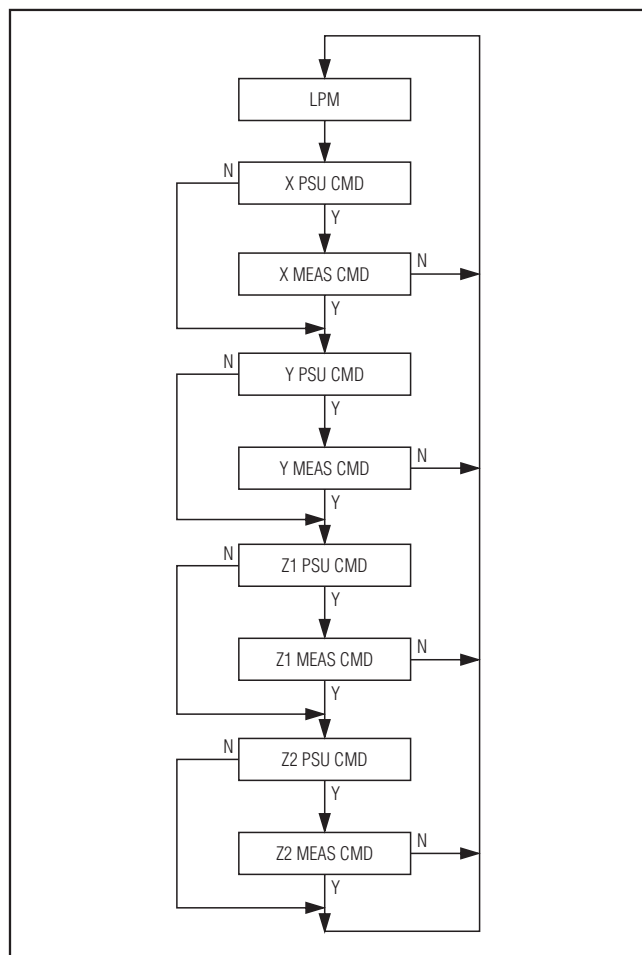 LPM
N
X PSU CMD
Y
X MEAS CMD
N
Y
N
Y PSU CMD
Y
Y MEAS CMD
N
Y
N
Z1 PSU CMD
Y
Z1 MEAS CMD
N
Y
N
Z2 PSU CMD
Y
Z2 MEAS CMD
N
Y